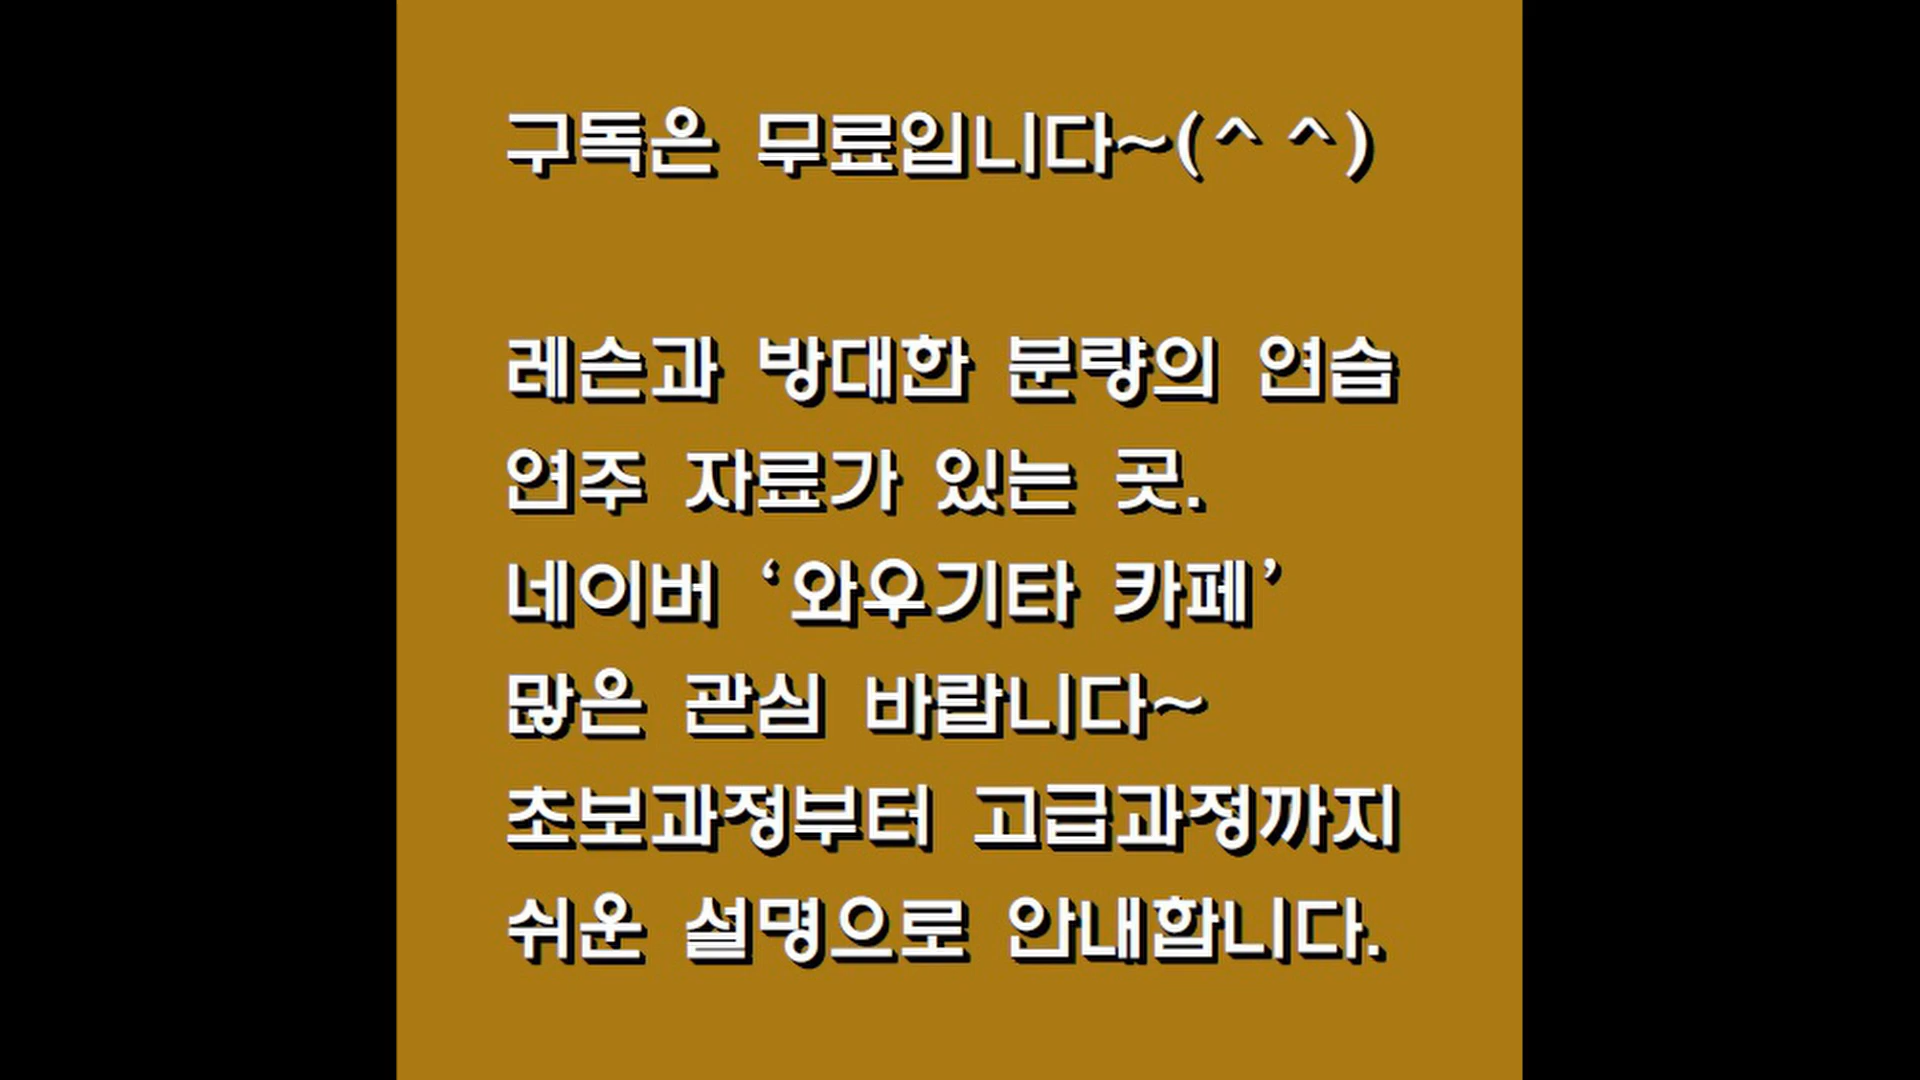 구독은 무료입니다~(^ ^)
레슨과 방대한 분량의 연습
연주 자료가 있는 곳.
네이버 ‘와우기타 카페’
많은 관심 바랍니다~
초보과정부터 고급과정까지
쉬운 설명으로 안내합니다.